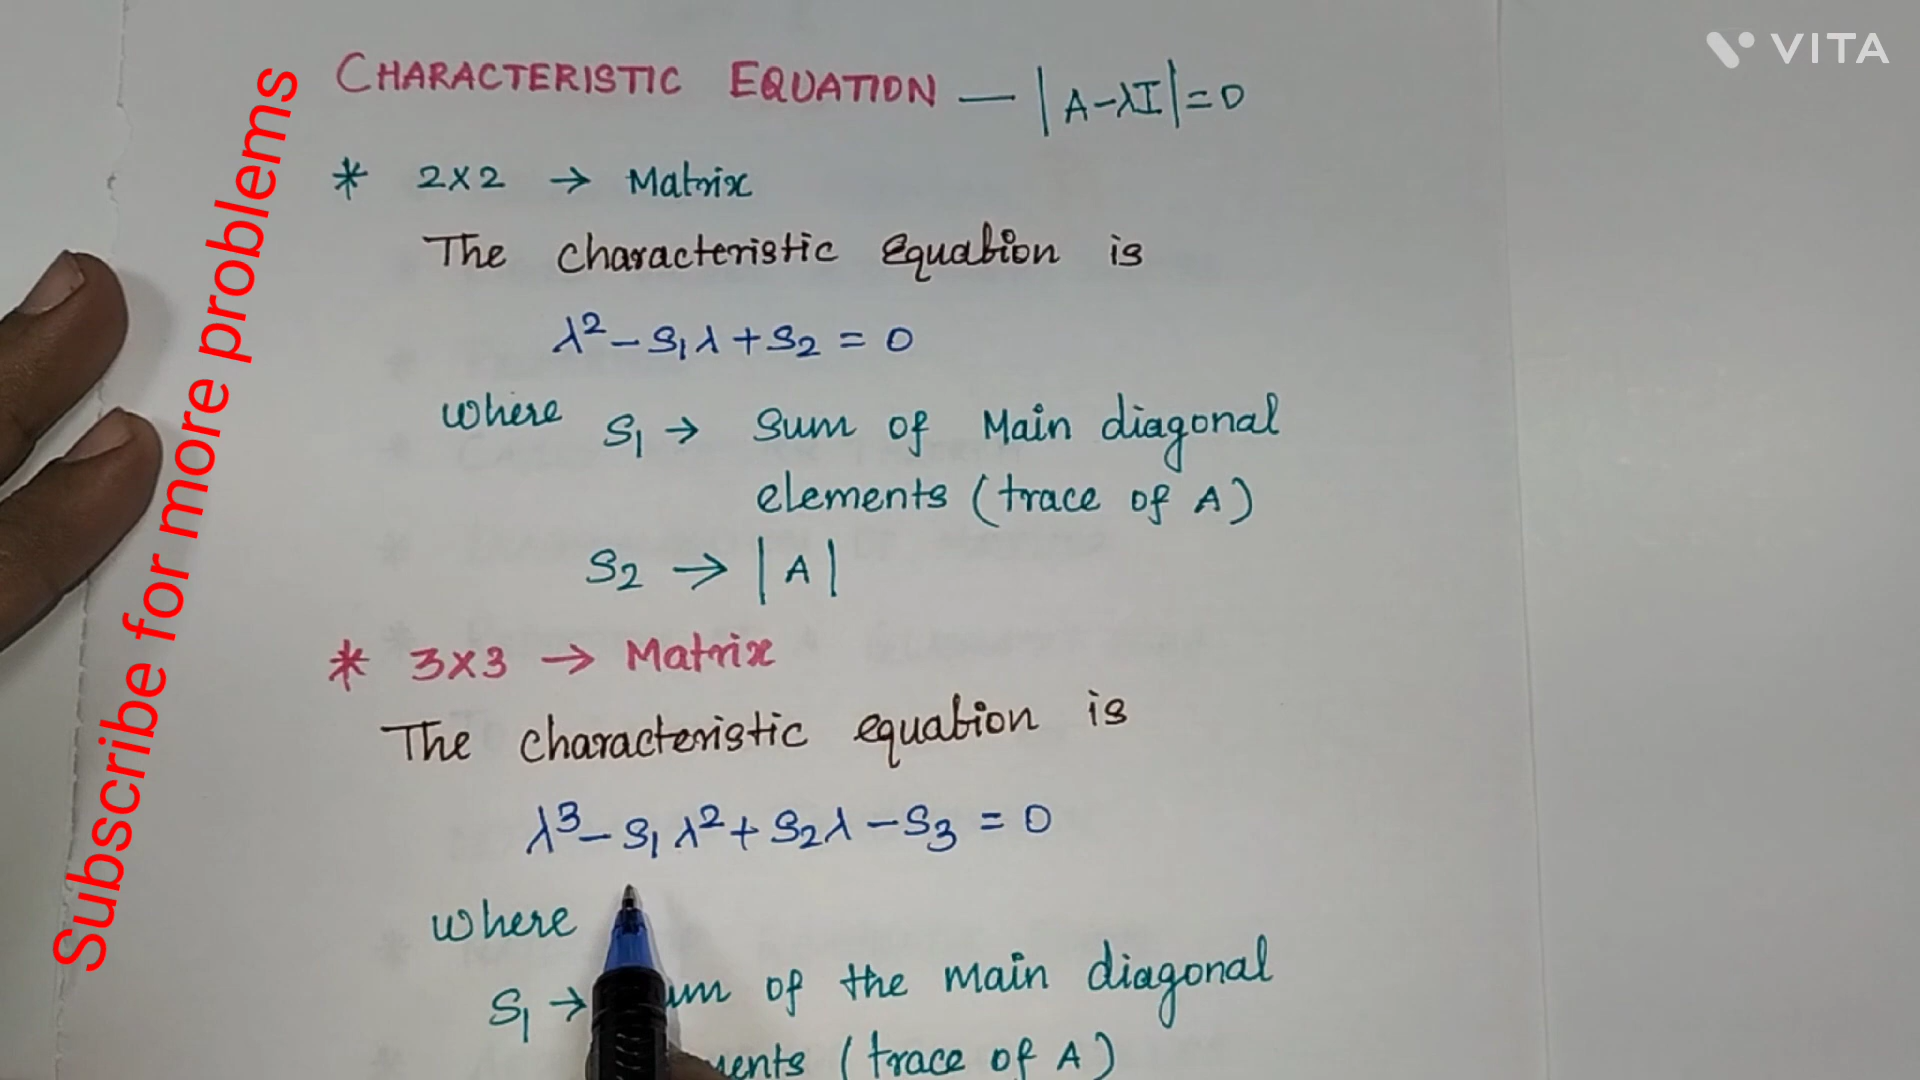 CHARACTERISTIC EQUATION — |A-λI|=0
* 2x2 → Matrix
The characteristic Equation is
λ² - S₁λ + S₂ = 0
where S₁ → Sum of Main diagonal
elements (trace of A)
S₂ → |A|
* 3x3 → Matrix
The characteristic equation is
λ³ - S₁λ² + S₂λ - S₃ = 0
where
S₁ → of the main diagonal
(trace of A)
Subscribe for more problems
VITA